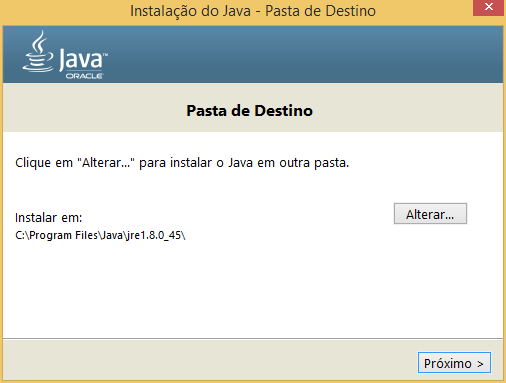 Instalação do Java - Pasta de Destino
Java™
ORACLE
Pasta de Destino
Clique em "Alterar..." para instalar o Java em outra pasta.
Instalar em:
Alterar...
C:\Program Files\Java\jre1.8.0_45\
Próximo >